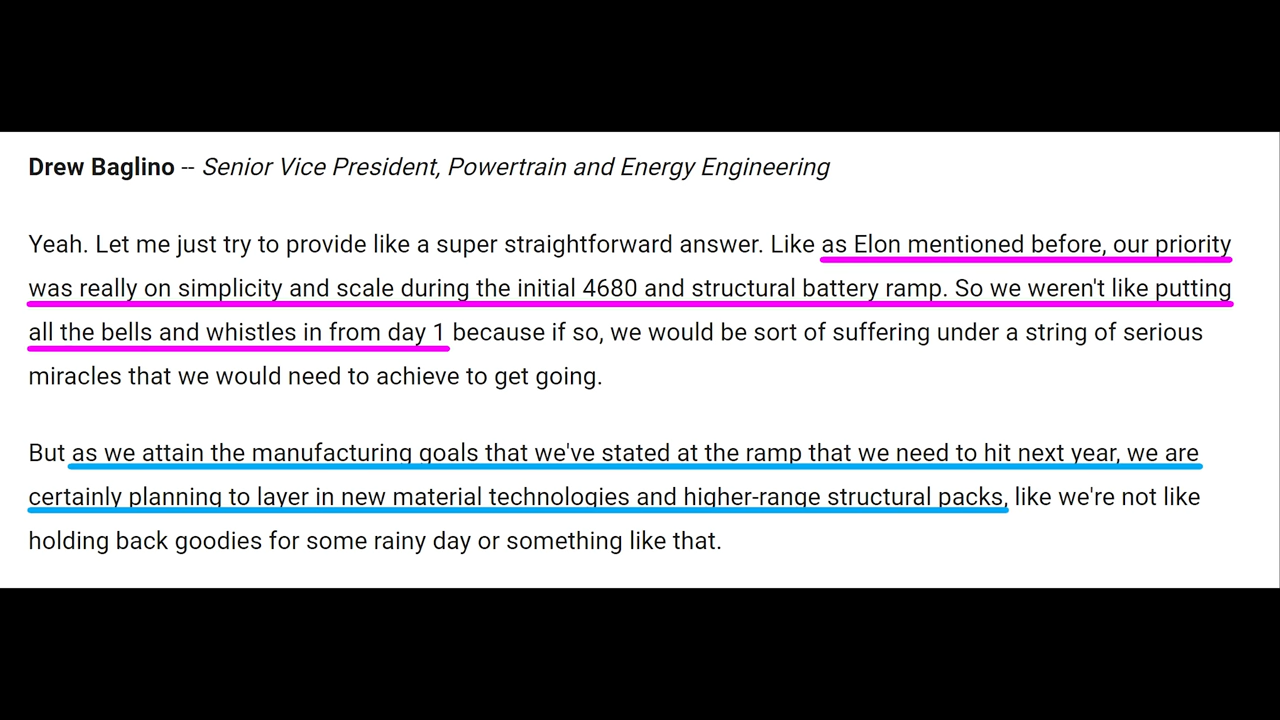 Drew Baglino -- Senior Vice President, Powertrain and Energy Engineering
Yeah. Let me just try to provide like a super straightforward answer. Like as Elon mentioned before, our priority
was really on simplicity and scale during the initial 4680 and structural battery ramp. So we weren't like putting
all the bells and whistles in from day 1 because if so, we would be sort of suffering under a string of serious
miracles that we would need to achieve to get going.
But as we attain the manufacturing goals that we've stated at the ramp that we need to hit next year, we are
certainly planning to layer in new material technologies and higher-range structural packs, like we're not like
holding back goodies for some rainy day or something like that.